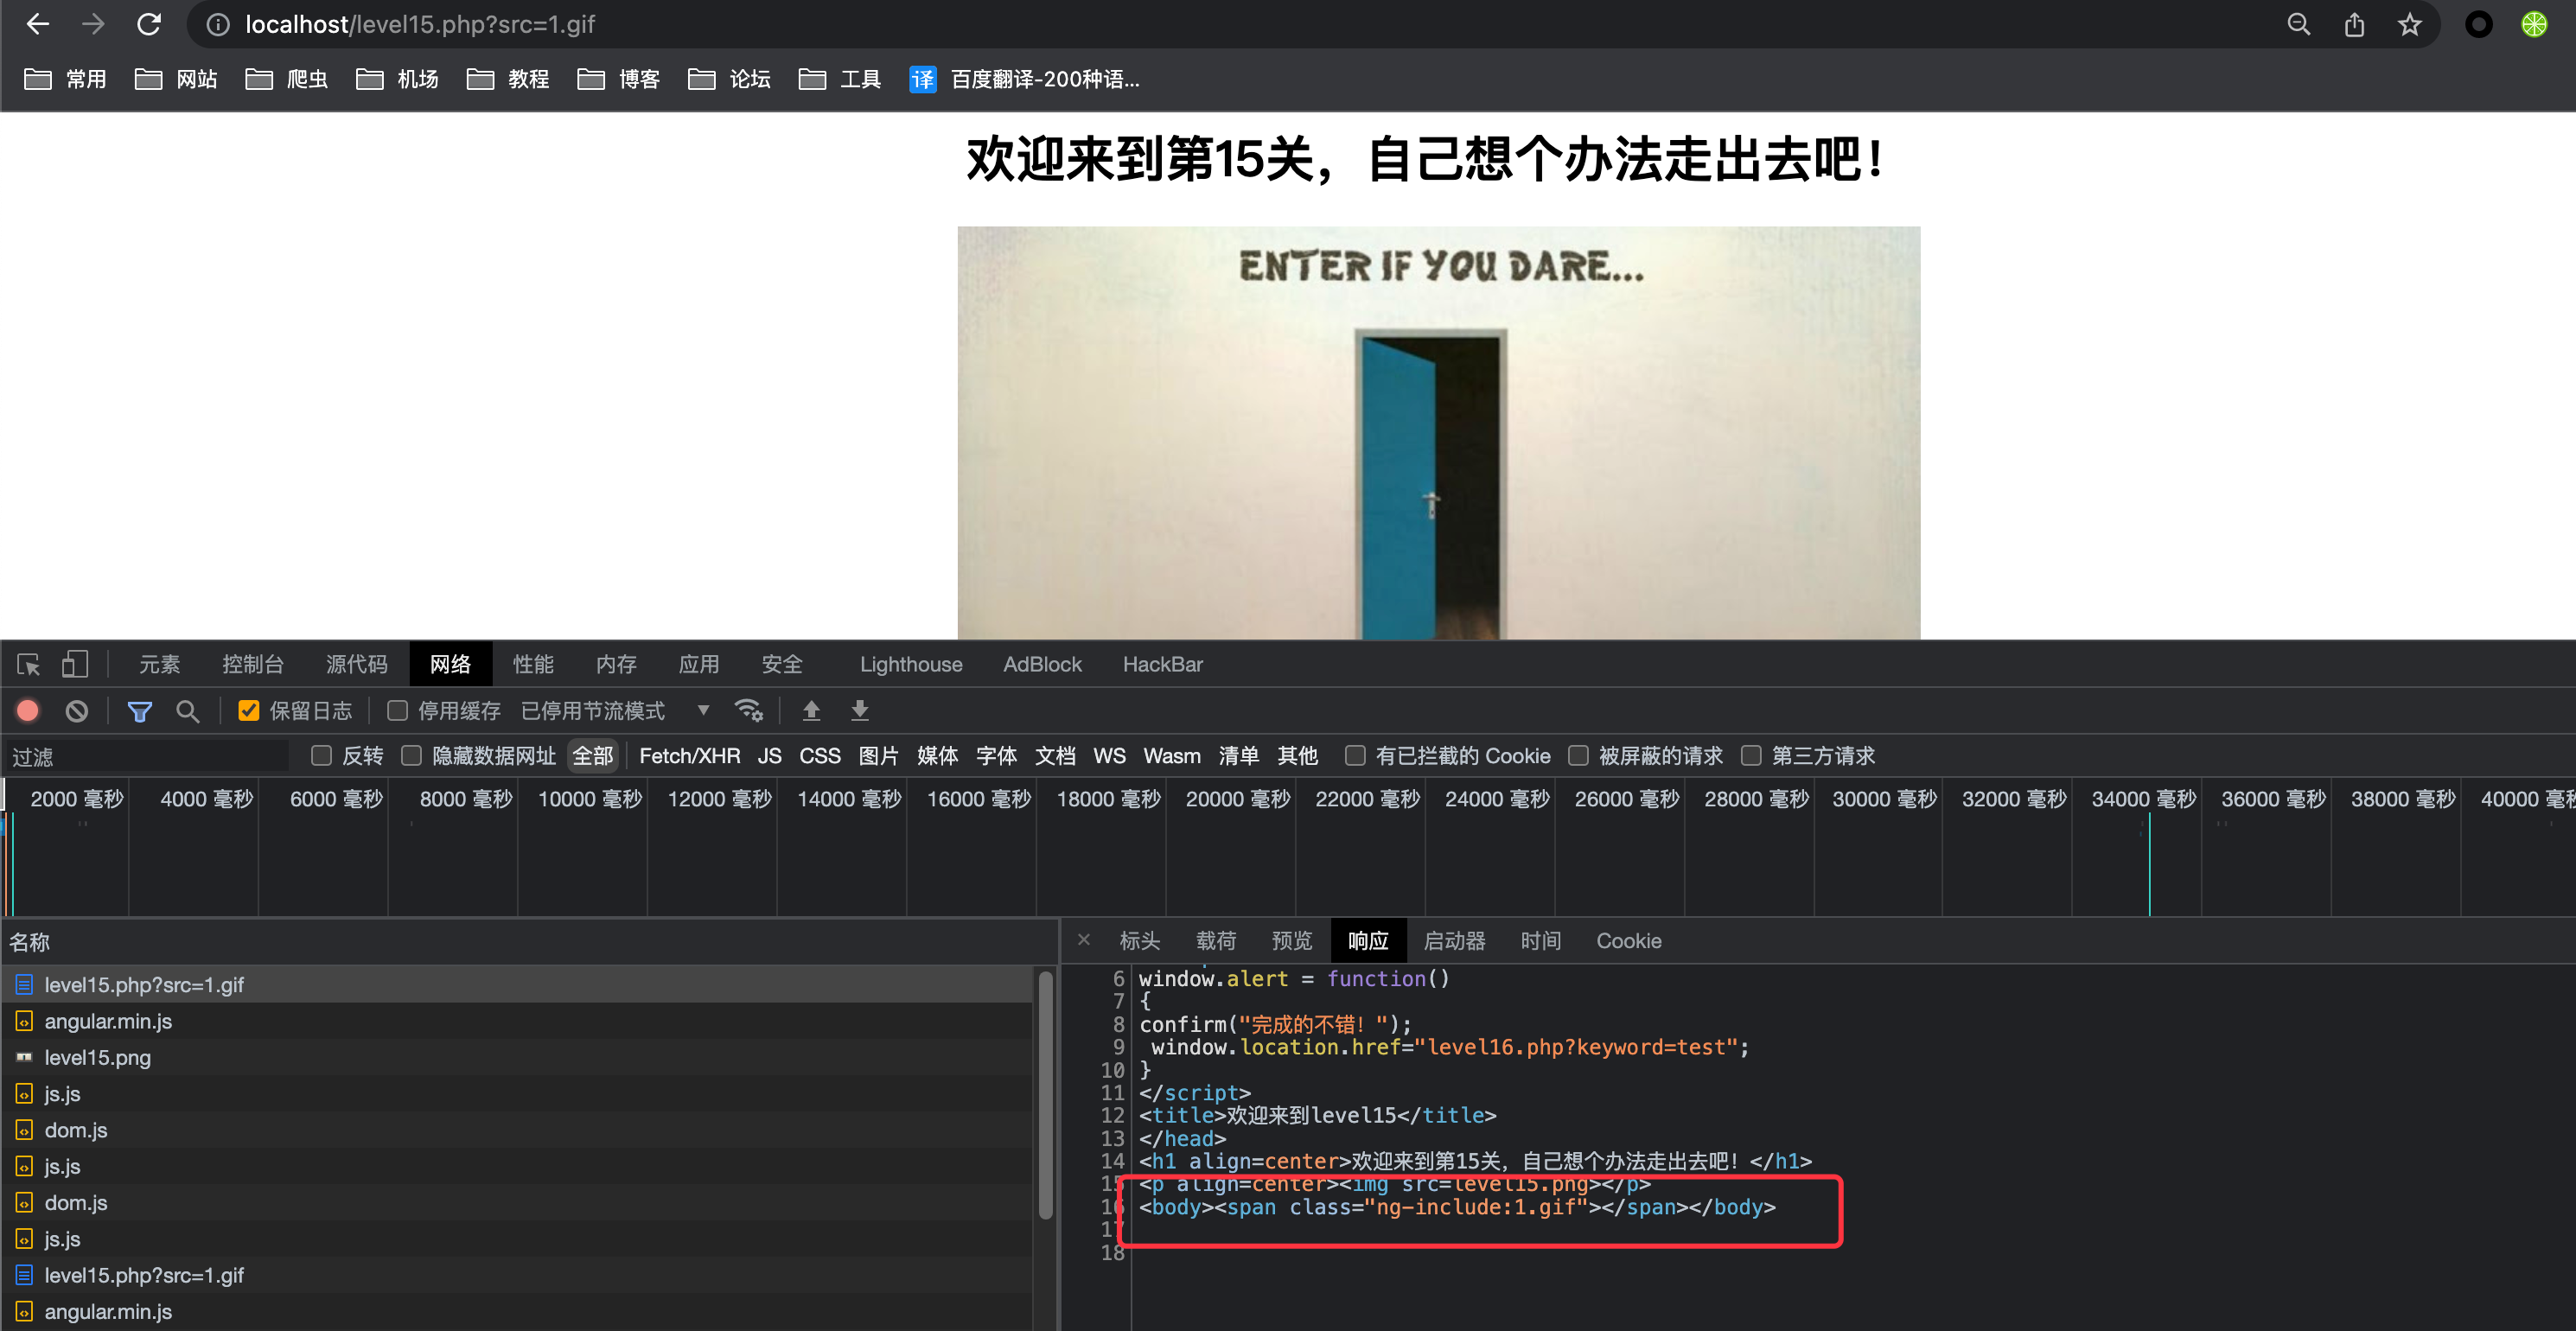 localhost/level15.php?src=1.gif
常用 网站 爬虫 机场 教程 博客 论坛 工具 译 百度翻译-200种语...
欢迎来到第15关，自己想个办法走出去吧！
ENTER IF YOU DARE...
元素 控制台 源代码 网络 性能 内存 应用 安全 Lighthouse AdBlock HackBar
保留日志 停用缓存 已停用节流模式
过滤 反转 隐藏数据网址 全部 Fetch/XHR JS CSS 图片 媒体 字体 文档 WS Wasm 清单 其他 有已拦截的 Cookie 被屏蔽的请求 第三方请求
2000 毫秒 4000 毫秒 6000 毫秒 8000 毫秒 10000 毫秒 12000 毫秒 14000 毫秒 16000 毫秒 18000 毫秒 20000 毫秒 22000 毫秒 24000 毫秒 26000 毫秒 28000 毫秒 30000 毫秒 32000 毫秒 34000 毫秒 36000 毫秒 38000 毫秒 40000 毫
名称
level15.php?src=1.gif
angular.min.js
level15.png
js.js
dom.js
js.js
dom.js
js.js
level15.php?src=1.gif
angular.min.js
标头 载荷 预览 响应 启动器 时间 Cookie
6 window.alert = function()
7 {
8 confirm("完成的不错！");
9 window.location.href="level16.php?keyword=test";
10 }
11 </script>
12 <title>欢迎来到level15</title>
13 </head>
14 <h1 align=center>欢迎来到第15关，自己想个办法走出去吧！</h1>
15 <p align=center><img src=level15.png></p>
16 <body><span class="ng-include:1.gif"></span></body>
17
18